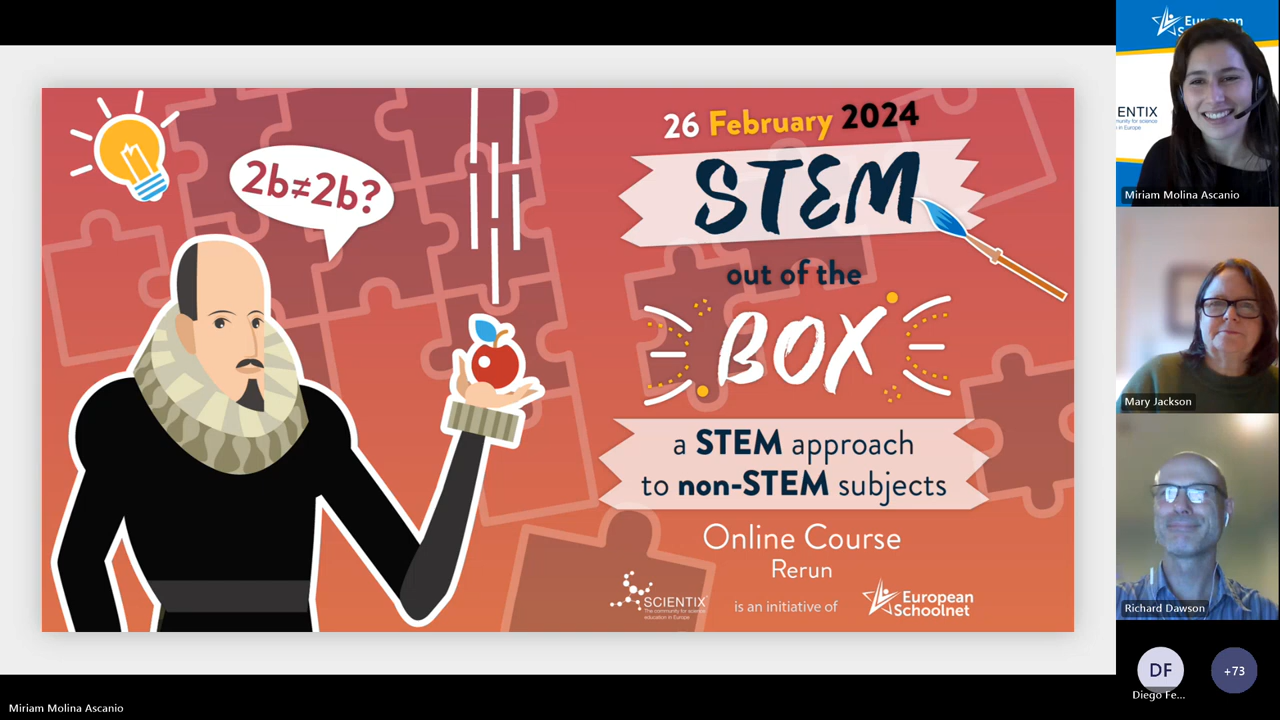 2b≠2b?
26 February 2024
STEM
out of the
BOX
a STEM approach
to non-STEM subjects
Online Course
Rerun
SCIENTIX
The community for science
education in Europe
is an initiative of
European
Schoolnet
Miriam Molina Ascanio
Mary Jackson
Richard Dawson
DF
Diego Fe...
+73
Miriam Molina Ascanio